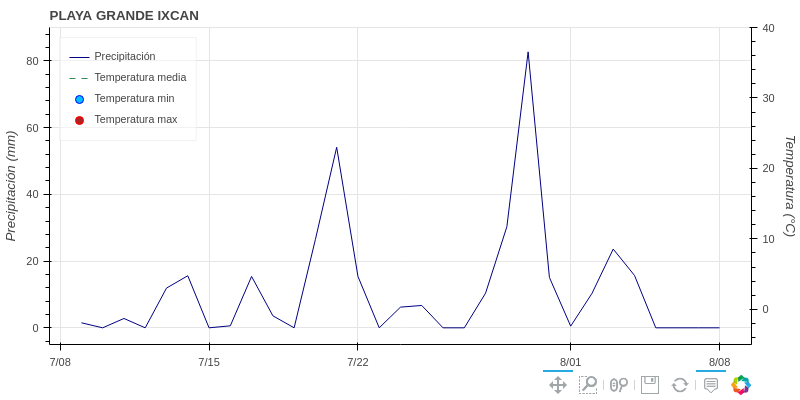 PLAYA GRANDE IXCAN
Precipitación
Temperatura media
Temperatura min
Temperatura max
Precipitación (mm)
80
60
40
20
0
Temperatura (°C)
40
30
20
10
0
7/08
7/15
7/22
8/01
8/08